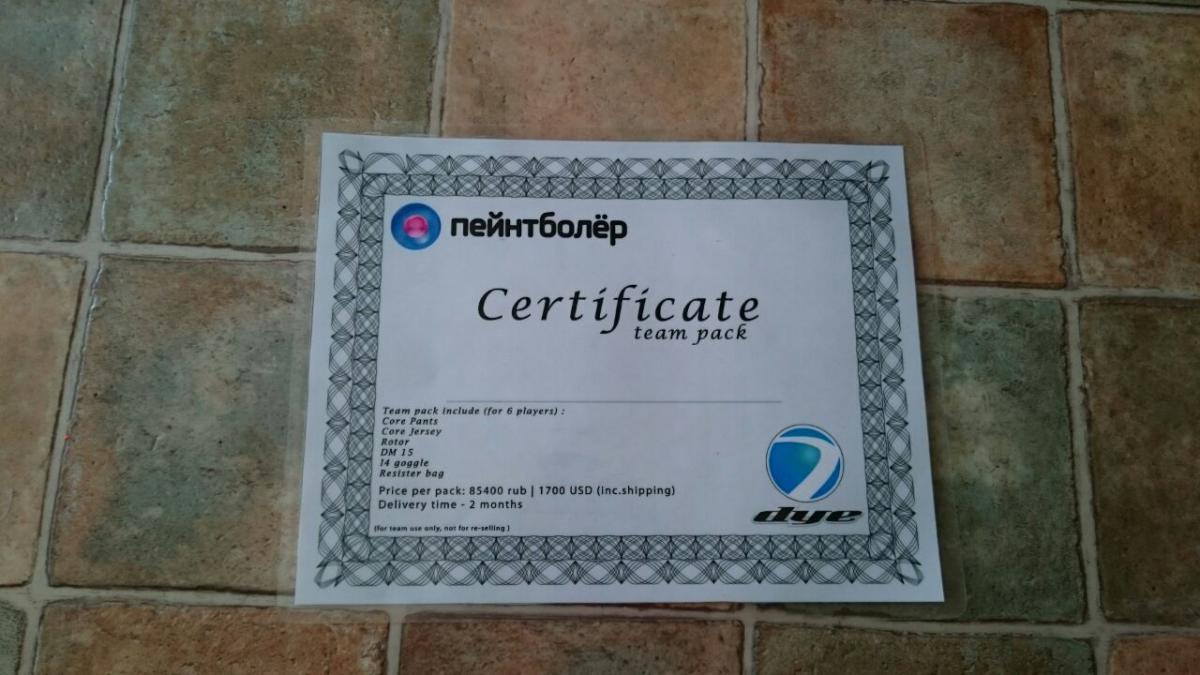 пейнтболёр
Certificate
team pack
Team pack include (for 6 players) :
Core Pants
Core Jersey
Rotor
DM 15
I4 goggle
Resister bag
Price per pack: 85400 rub | 1700 USD (inc.shipping)
Delivery time - 2 months
(for team use only, not for re-selling )
dye